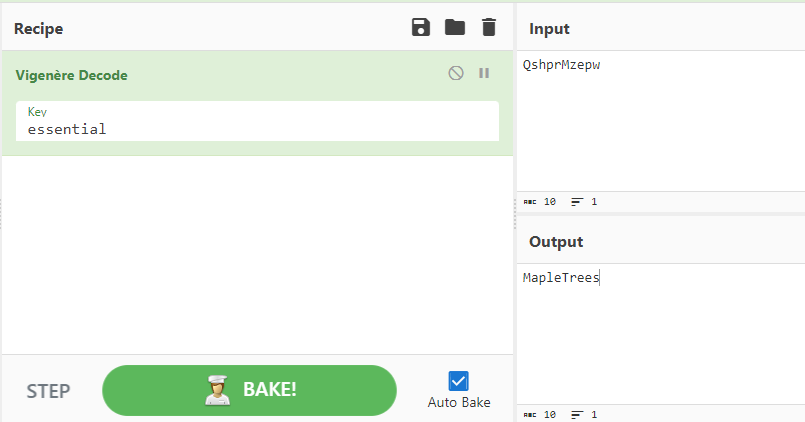 Recipe
Vigenère Decode
Key
essential
STEP
BAKE!
Auto Bake
Input
QshprMzepw
ABC 10 1
Output
MapleTrees
ABC 10 1